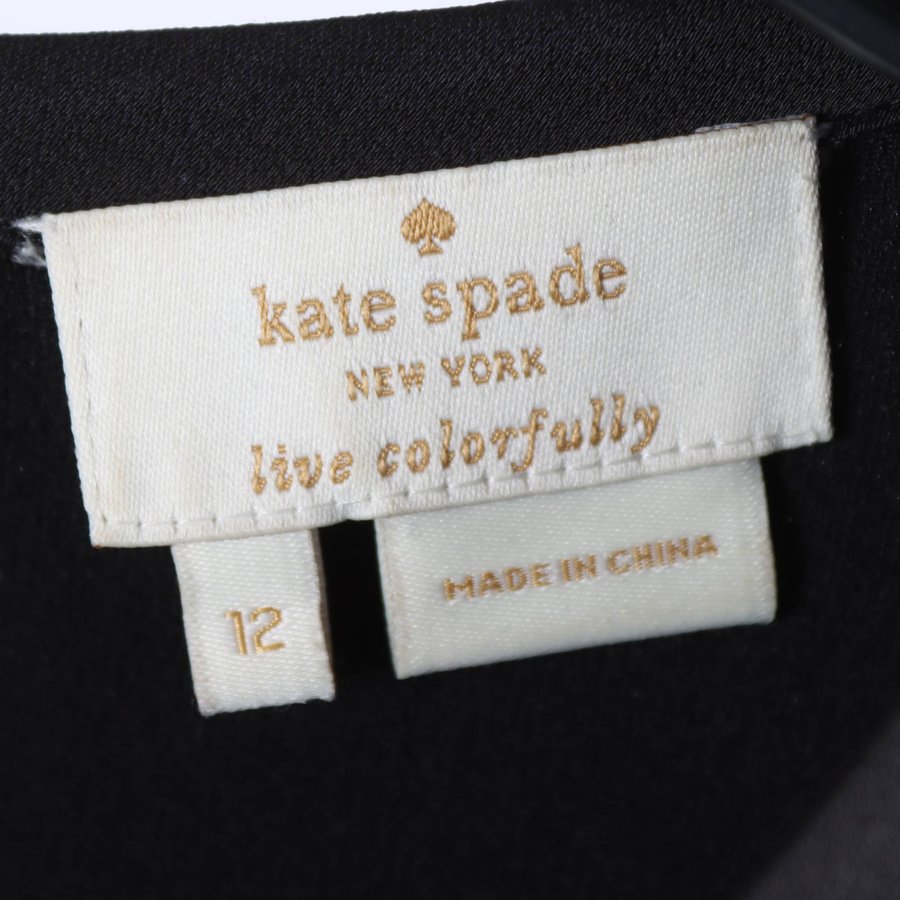 kate spade
NEW YORK
live colorfully
12
MADE IN CHINA